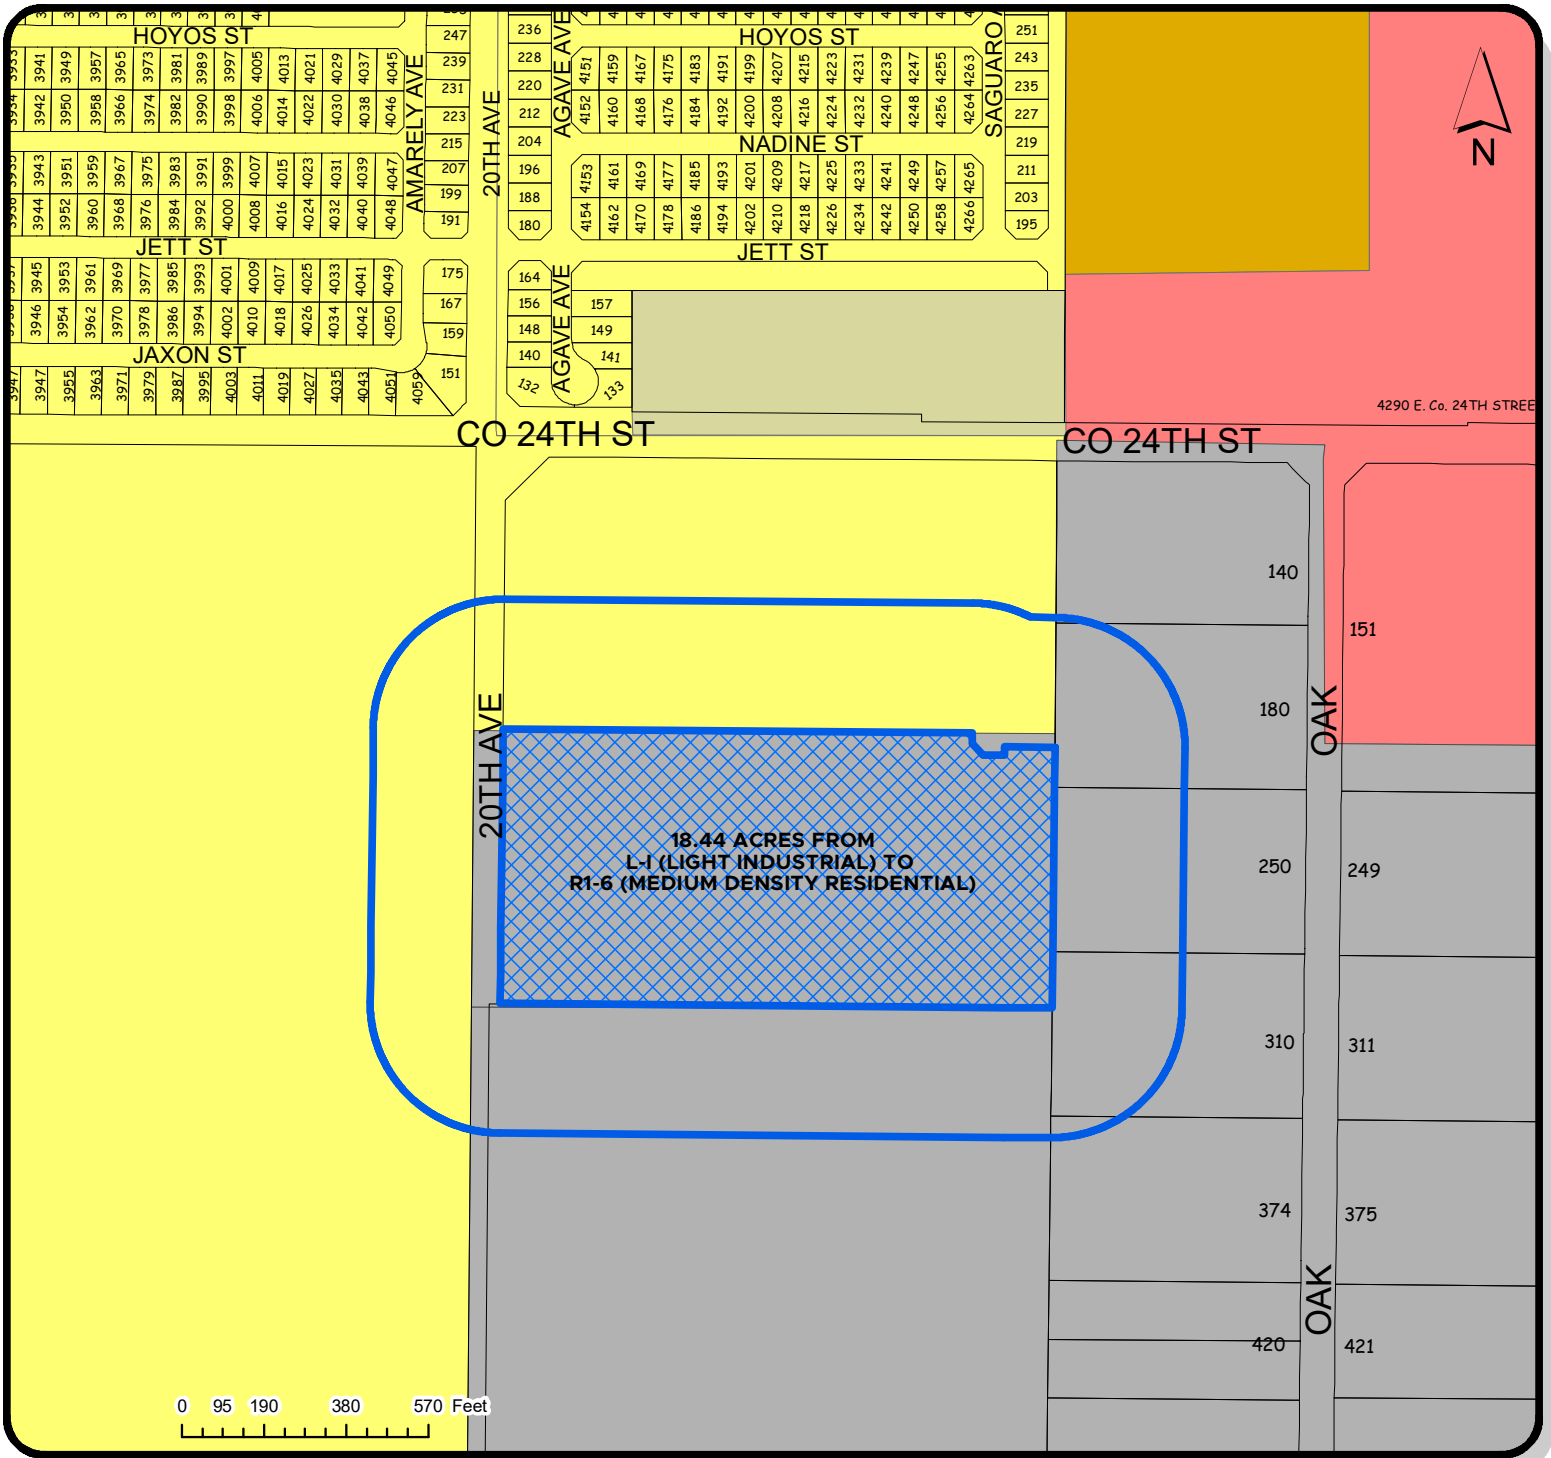 HOYOS ST
3941 3949 3957 3965 3973 3981 3989 3997 4005 4013 4021 4029 4037 4045
3942 3950 3958 3966 3974 3982 3990 3998 4006 4014 4022 4030 4038 4046
3943 3951 3959 3967 3975 3983 3991 3999 4007 4015 4023 4031 4039 4047
3944 3952 3960 3968 3976 3984 3992 4000 4008 4016 4024 4032 4040 4048
JETT ST
3945 3953 3961 3969 3977 3985 3993 4001 4009 4017 4025 4033 4041 4049
3946 3954 3962 3970 3978 3986 3994 4002 4010 4018 4026 4034 4042 4050
JAXON ST
3947 3947 3955 3963 3971 3979 3987 3995 4003 4011 4019 4027 4035 4043 4051 4059
AMARELY AVE
247
239
231
223
215
207
199
191
175
167
159
151
20TH AVE
236
228
220
212
204
196
188
180
164
156
148
140
132
AGAVE AVE
AGAVE AVE
157
149
141
133
HOYOS ST
4151 4159 4167 4175 4183 4191 4199 4207 4215 4223 4231 4239 4247 4255 4263
4152 4160 4168 4176 4184 4192 4200 4208 4216 4224 4232 4240 4248 4256 4264
NADINE ST
4153 4161 4169 4177 4185 4193 4201 4209 4217 4225 4233 4241 4249 4257 4265
4154 4162 4170 4178 4186 4194 4202 4210 4218 4226 4234 4242 4250 4258 4266
JETT ST
SAGUARO
251
243
235
227
219
211
203
195
N
4290 E. Co. 24TH STREE
CO 24TH ST
CO 24TH ST
140
151
180
OAK
20TH AVE
18.44 ACRES FROM
L-I (LIGHT INDUSTRIAL) TO
R1-6 (MEDIUM DENSITY RESIDENTIAL)
250
249
310
311
374
375
OAK
420
421
0 95 190 380 570 Feet